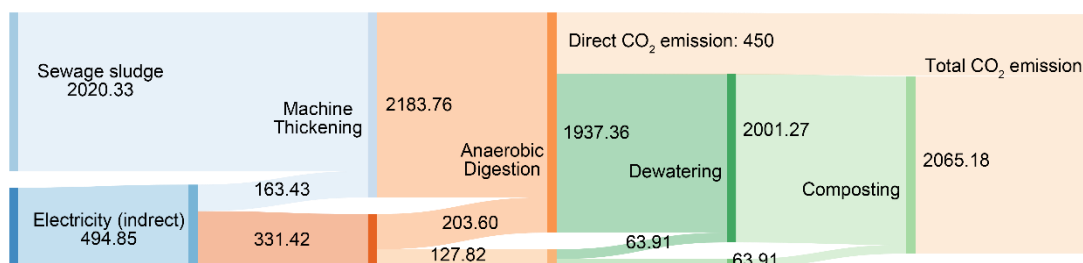 Direct CO₂ emission: 450
Sewage sludge
2020.33
Total CO₂ emission
Machine
Thickening
2183.76
1937.36
2001.27
2065.18
Anaerobic
Digestion
Dewatering
Composting
163.43
Electricity (indirect)
494.85
331.42
203.60
127.82
63.91
63.91